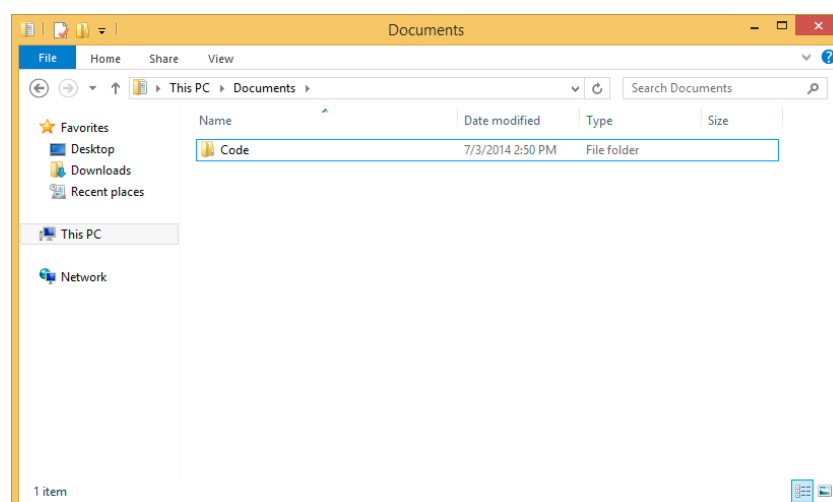 Documents
File Home Share View
This PC Documents Search Documents
Name Date modified Type Size
Favorites
Desktop
Downloads
Recent places
This PC
Network
Code 7/3/2014 2:50 PM File folder
1 item